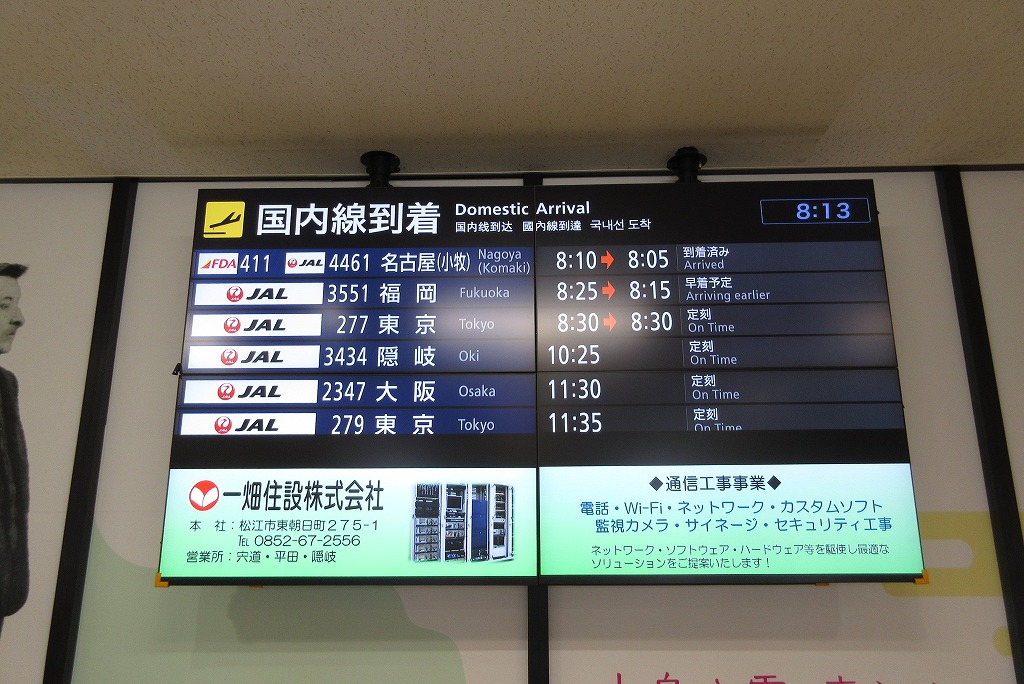 国内線到着 Domestic Arrival 8:13
国内线到达 國內線到達 국내선 도착
FDA 411 JAL 4461 名古屋(小牧) Nagoya (Komaki) 8:10 → 8:05 到着済み Arrived
JAL 3551 福岡 Fukuoka 8:25 → 8:15 早着予定 Arriving earlier
JAL 277 東京 Tokyo 8:30 → 8:30 定刻 On Time
JAL 3434 隠岐 Oki 10:25 定刻 On Time
JAL 2347 大阪 Osaka 11:30 定刻 On Time
JAL 279 東京 Tokyo 11:35 定刻 On Time
一畑住設株式会社
本社:松江市東朝日町275-1
TEL 0852-67-2556
営業所:宍道・平田・隠岐
◆通信工事事業◆
電話・Wi-Fi・ネットワーク・カスタムソフト
監視カメラ・サイネージ・セキュリティ工事
ネットワーク・ソフトウェア・ハードウェア等を駆使し最適な
ソリューションをご提案いたします!